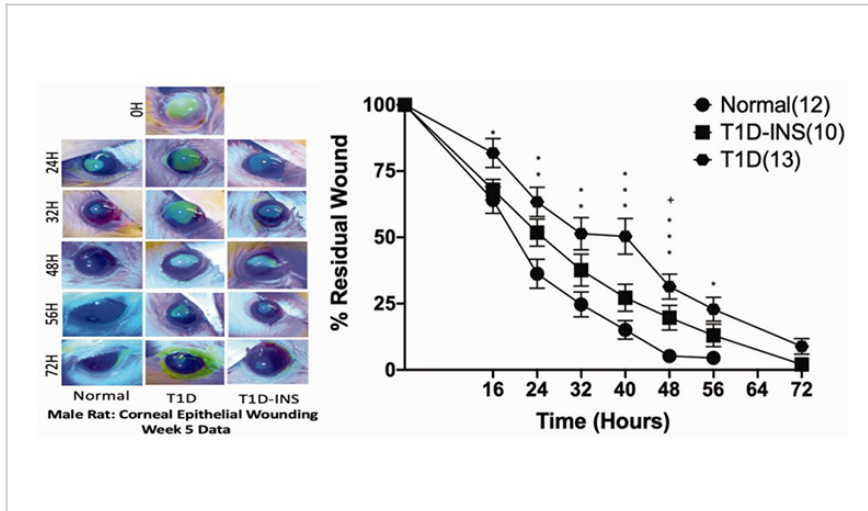 0H
24H
32H
48H
56H
72H
Normal T1D T1D-INS
Male Rat: Corneal Epithelial Wounding
Week 5 Data
% Residual Wound
100
75
50
25
0
16 24 32 40 48 56 64 72
Time (Hours)
Normal(12)
T1D-INS(10)
T1D(13)
*
* *
* *
* * *
+ * * *
*